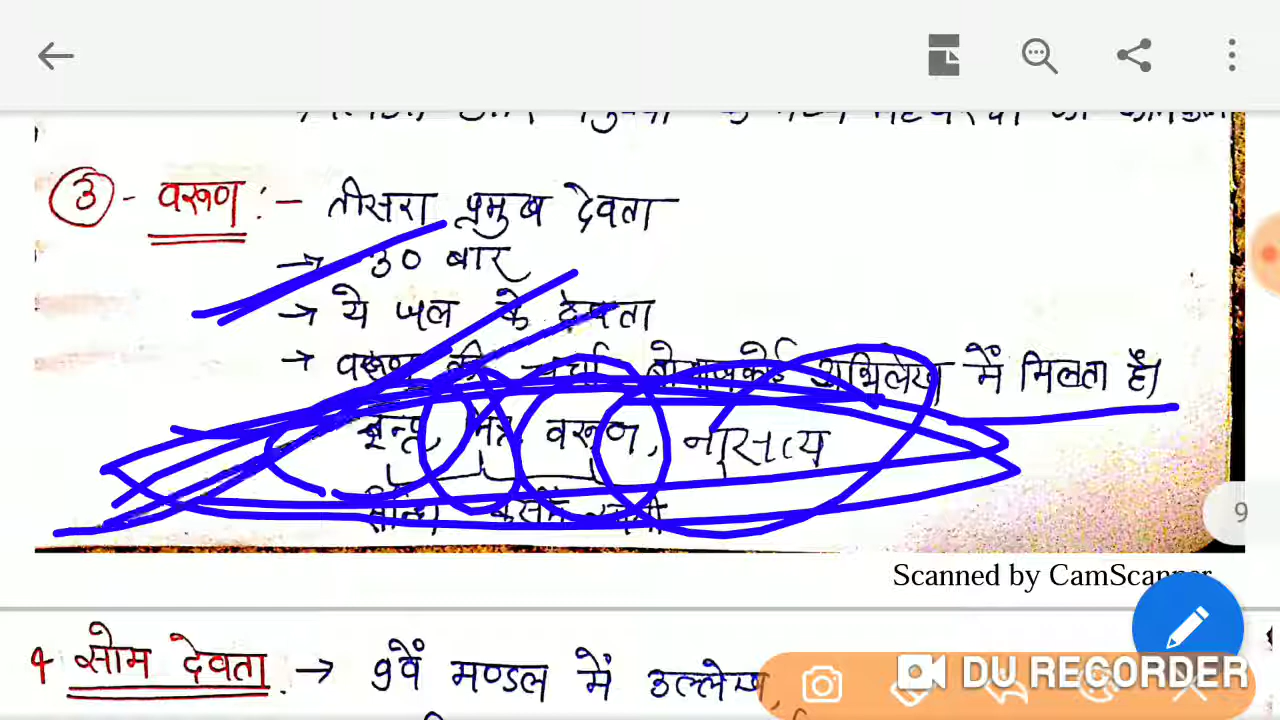 ③ - वरूण :- तीसरा प्रमुख देवता
→ 30 बार
→ ये जल के देवता
→ वरूण की चर्चा बोगजकोई अभिलेख में मिलता है।
इन्द्र, मित्र, वरूण, नासत्य
9
Scanned by CamScanner
4 सोम देवता → 9वें मण्डल में उल्लेख,
DU RECORDER